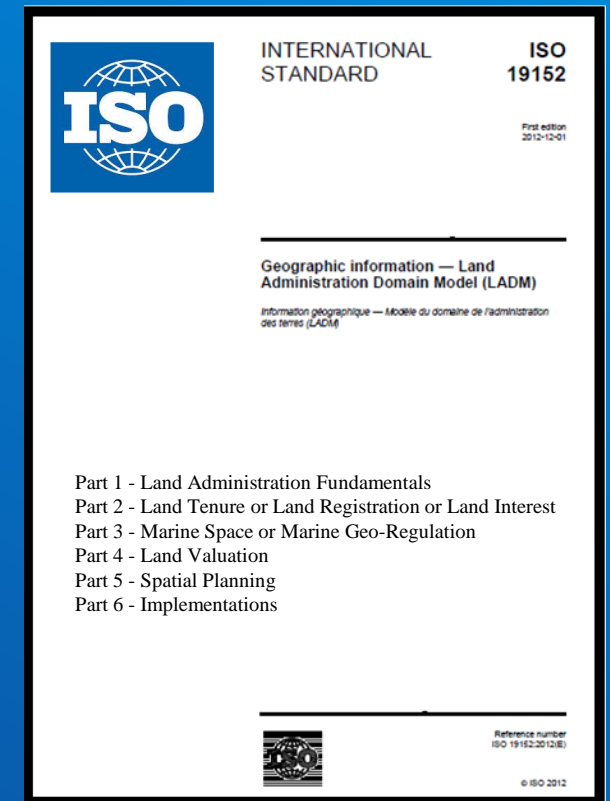 ISO
INTERNATIONAL
STANDARD
ISO
19152
First edition
2012-12-01
Geographic information — Land
Administration Domain Model (LADM)
Information géographique — Modèle du domaine de l'administration
des terres (LADM)
Part 1 - Land Administration Fundamentals
Part 2 - Land Tenure or Land Registration or Land Interest
Part 3 - Marine Space or Marine Geo-Regulation
Part 4 - Land Valuation
Part 5 - Spatial Planning
Part 6 - Implementations
ISO
Reference number
ISO 19152:2012(E)
© ISO 2012